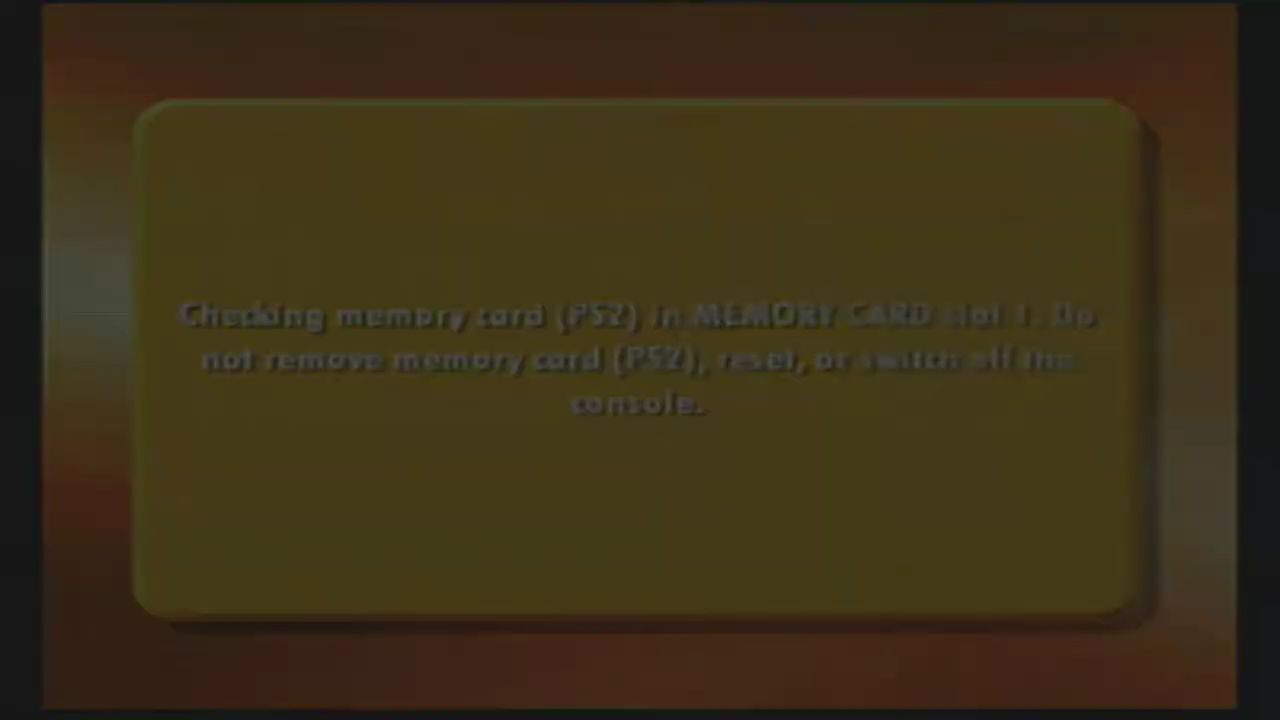 Checking memory card (PS2) in MEMORY CARD slot 1. Do
not remove memory card (PS2), reset, or switch off the
console.